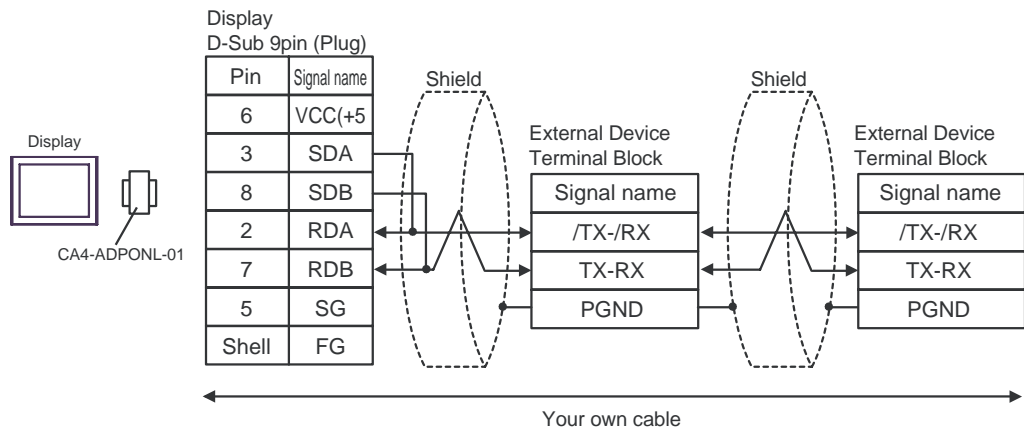 Display
D-Sub 9pin (Plug)
Pin Signal name
6 VCC(+5
3 SDA
8 SDB
2 RDA
7 RDB
5 SG
Shell FG
Display
CA4-ADPONL-01
Shield
External Device
Terminal Block
Signal name
/TX-/RX
TX-RX
PGND
Shield
External Device
Terminal Block
Signal name
/TX-/RX
TX-RX
PGND
Your own cable